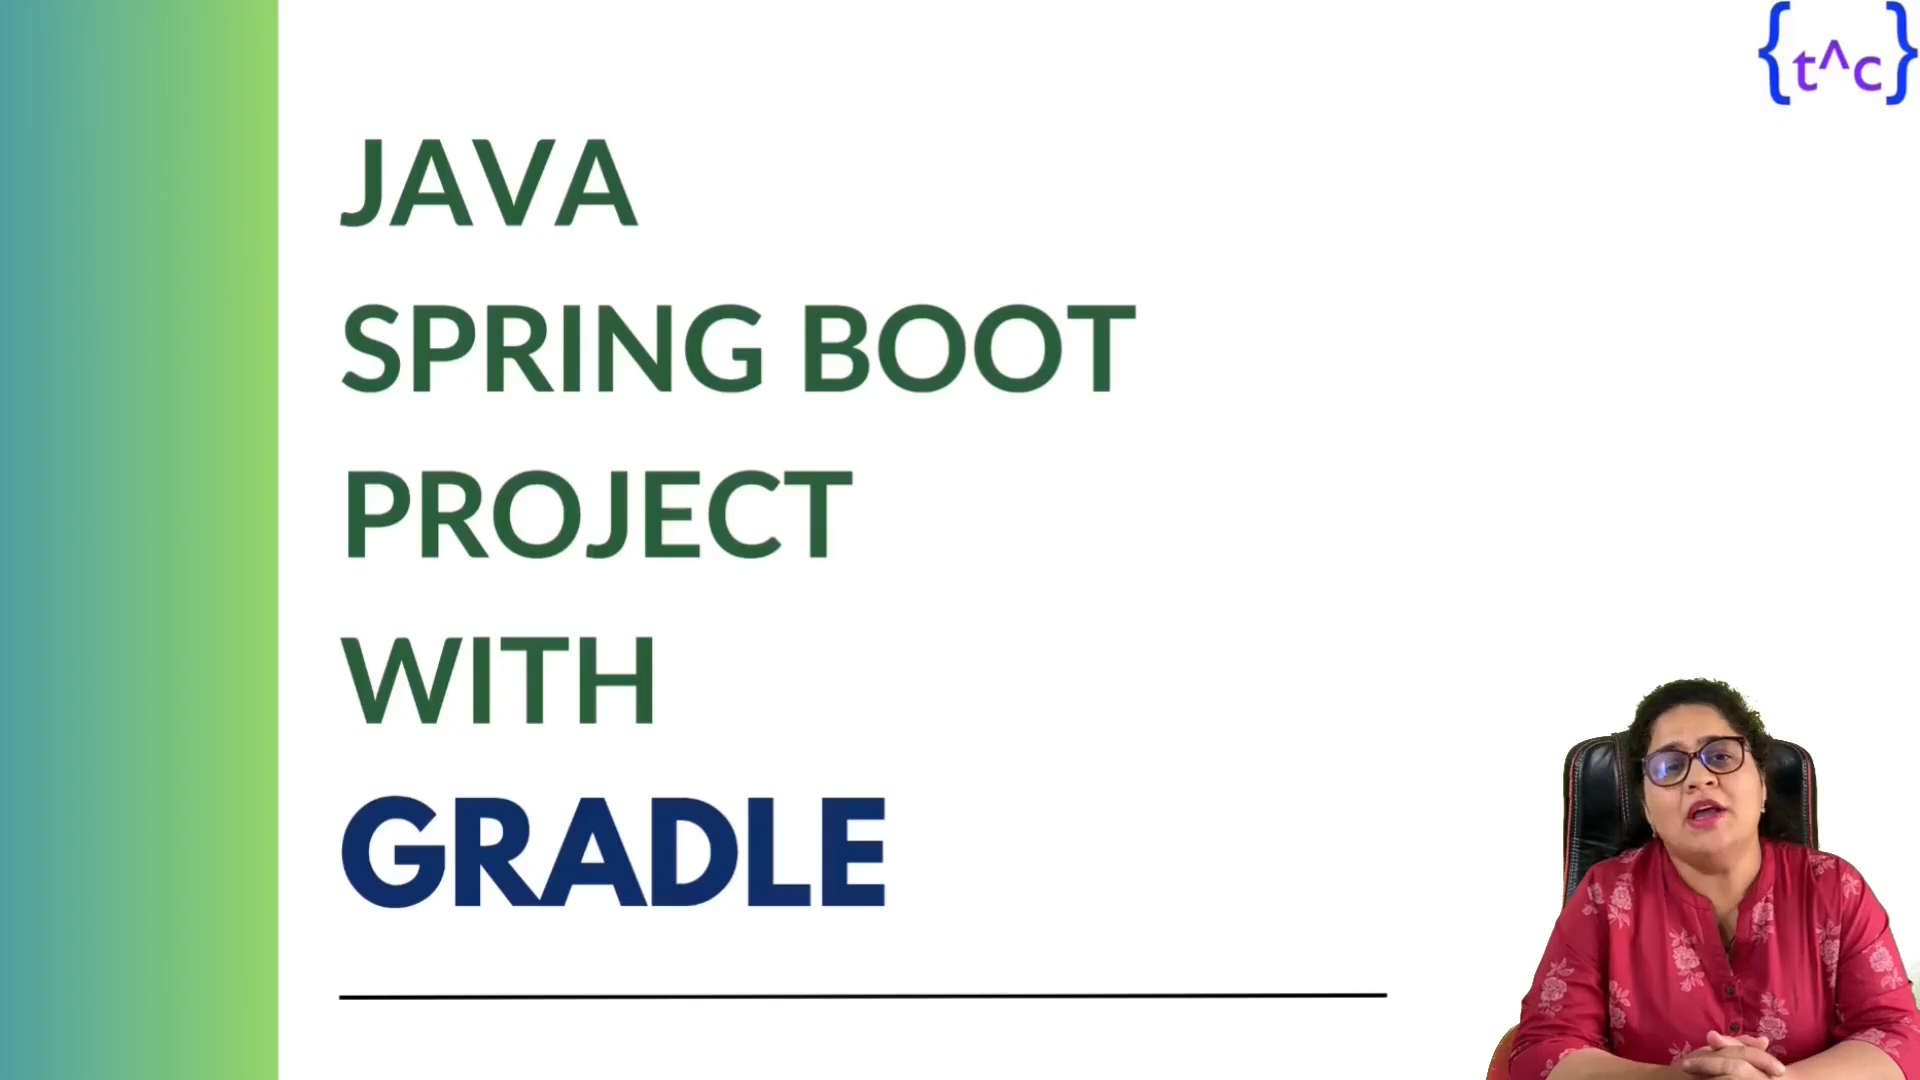 {t^c}
JAVA
SPRING BOOT
PROJECT
WITH
GRADLE